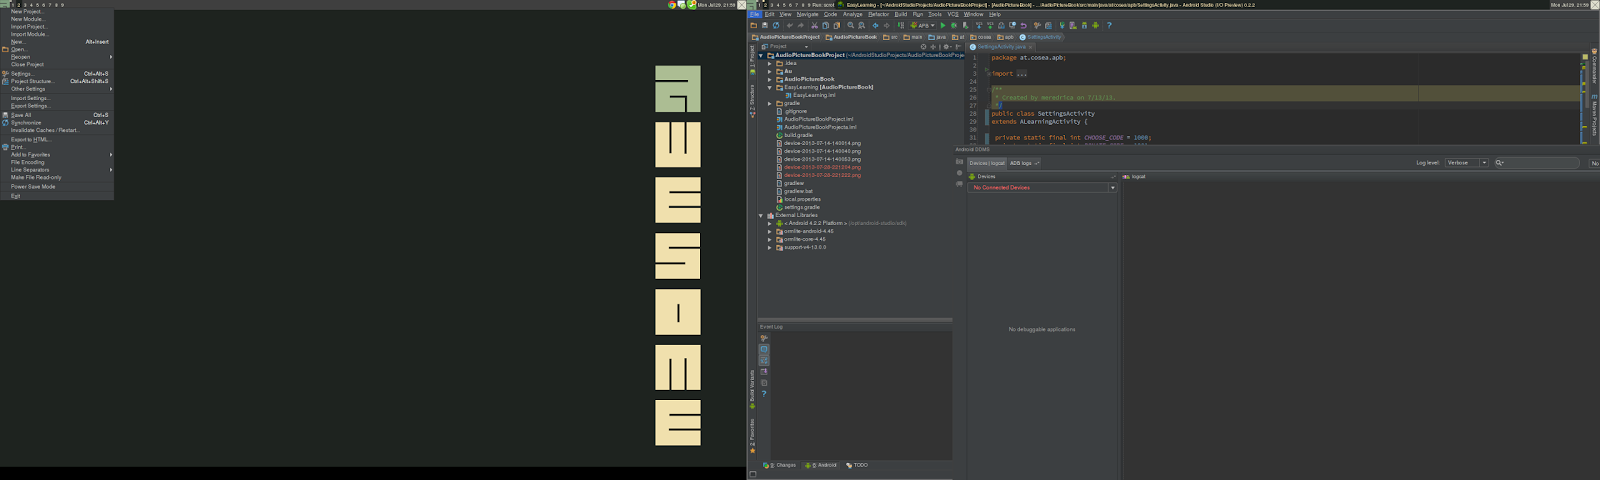 1 2 3 4 5 6 7 8 9
Mon Jul 29, 21:59
New Project...
New Module...
Import Project...
Import Module...
New... Alt+Insert
Open...
Reopen
Close Project
Settings... Ctrl+Alt+S
Project Structure... Ctrl+Alt+Shift+S
Other Settings
Import Settings...
Export Settings...
Save All Ctrl+S
Synchronize Ctrl+Alt+Y
Invalidate Caches / Restart...
Export to HTML...
Print...
Add to Favorites
File Encoding
Line Separators
Make File Read-only
Power Save Mode
Exit
AWESOME
1 2 3 4 5 6 7 8 9 Run: scrot
EasyLearning - [~/AndroidStudioProjects/AudioPictureBookProject] - [AudioPictureBook] - .../AudioPictureBook/src/main/java/at/cosea/apb/SettingsActivity.java - Android Studio (I/O Preview) 0.2.2
Mon Jul 29, 21:59
File Edit View Navigate Code Analyze Refactor Build Run Tools VCS Window Help
APB
AudioPictureBookProject AudioPictureBook src main java at cosea apb SettingsActivity
Project
SettingsActivity.java
1: Project
Z: Structure
Build Variants
2: Favorites
Commander
Maven Projects
AudioPictureBookProject (~/AndroidStudioProjects/AudioPictureBookProject
.idea
Au
AudioPictureBook
EasyLearning [AudioPictureBook]
EasyLearning.iml
gradle
.gitignore
AudioPictureBookProject.iml
AudioPictureBookProjects.iml
build.gradle
device-2013-07-14-140014.png
device-2013-07-14-140040.png
device-2013-07-14-140053.png
device-2013-07-28-221204.png
device-2013-07-28-221222.png
gradlew
gradlew.bat
local.properties
settings.gradle
External Libraries
< Android 4.2.2 Platform > (/opt/android-studio/sdk)
ormlite-android-4.45
ormlite-core-4.45
support-v4-13.0.0
1 package at.cosea.apb;
2
3 import ...
24
25 /**
26 * Created by meredrica on 7/13/13.
27 */
28 public class SettingsActivity
29 extends ALearningActivity {
30
31 private static final int CHOOSE_CODE = 1000;
Android DDMS
Devices | logcat ADB logs
Log level: Verbose
No
Devices
logcat
No Connected Devices
No debuggable applications
Event Log
9: Changes 6: Android TODO